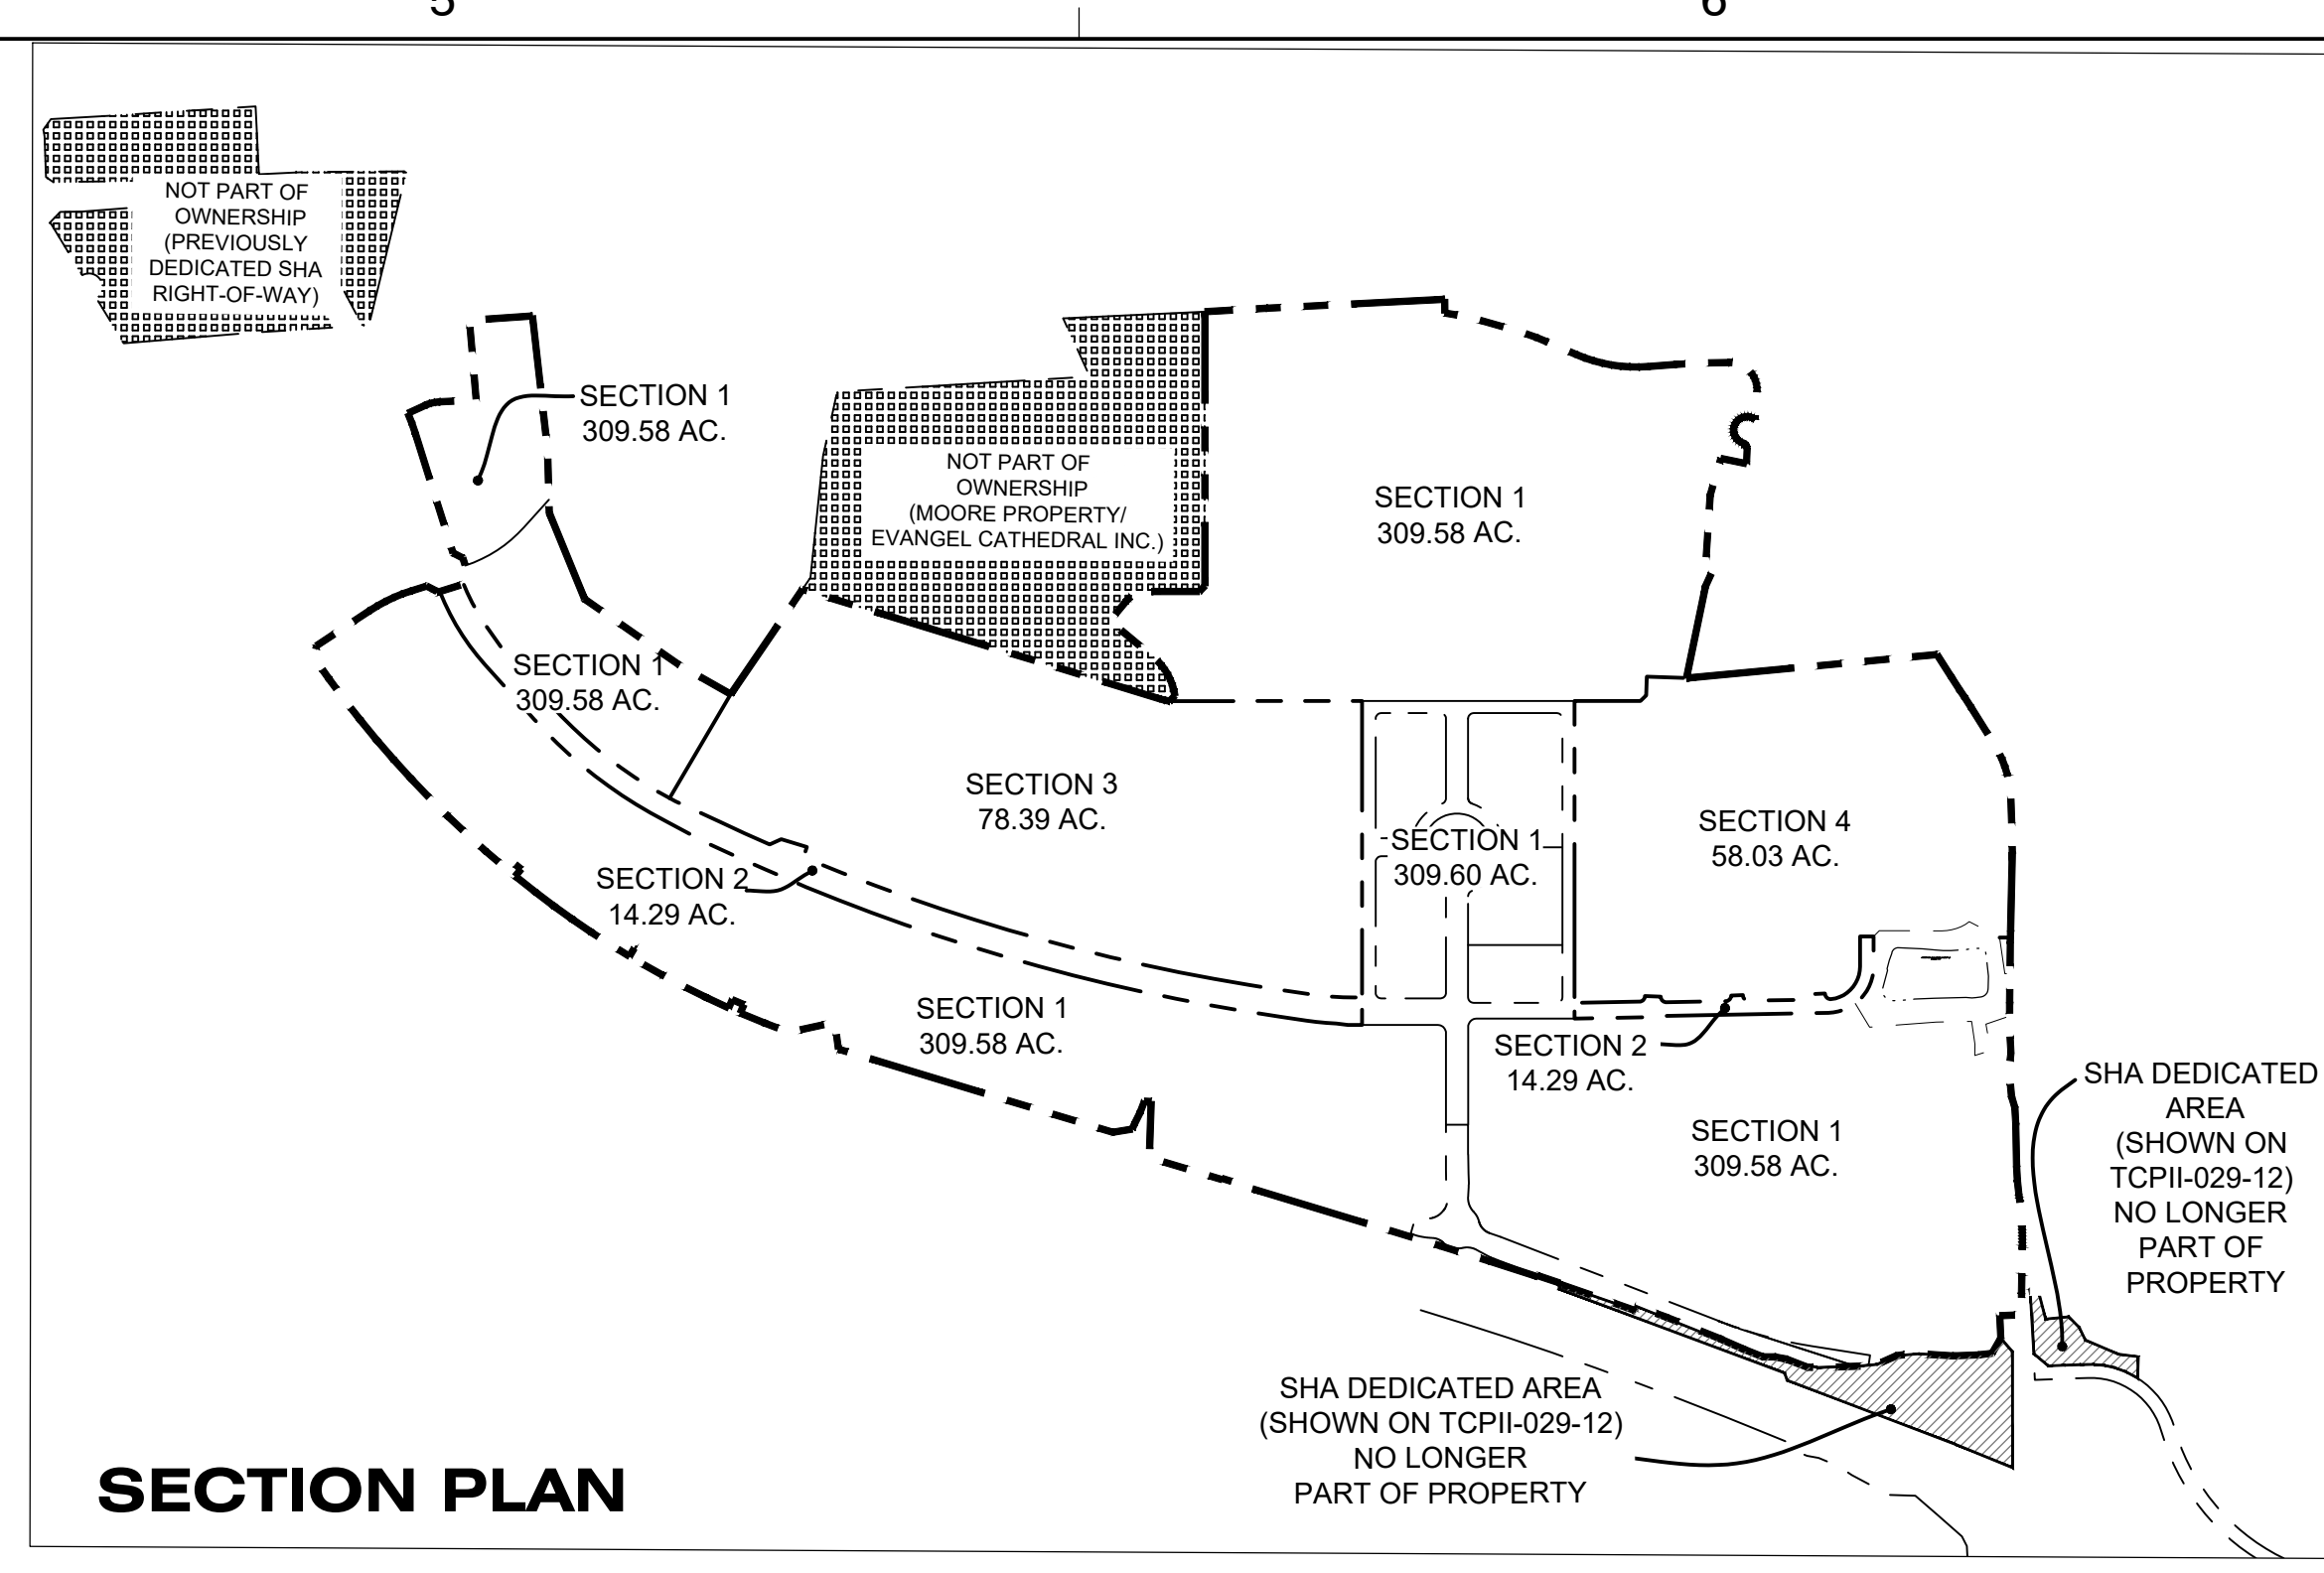 5
6
NOT PART OF
OWNERSHIP
(PREVIOUSLY
DEDICATED SHA
RIGHT-OF-WAY)
SECTION 1
309.58 AC.
NOT PART OF
OWNERSHIP
(MOORE PROPERTY/
EVANGEL CATHEDRAL INC.)
SECTION 1
309.58 AC.
SECTION 1
309.58 AC.
SECTION 3
78.39 AC.
SECTION 1
309.60 AC.
SECTION 4
58.03 AC.
SECTION 2
14.29 AC.
SECTION 1
309.58 AC.
SECTION 2
14.29 AC.
SECTION 1
309.58 AC.
SHA DEDICATED
AREA
(SHOWN ON
TCPII-029-12)
NO LONGER
PART OF
PROPERTY
SHA DEDICATED AREA
(SHOWN ON TCPII-029-12)
NO LONGER
PART OF PROPERTY
SECTION PLAN